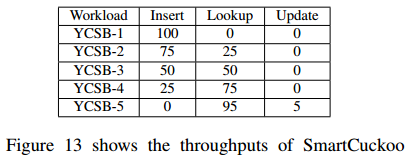 Workload Insert Lookup Update
YCSB-1 100 0 0
YCSB-2 75 25 0
YCSB-3 50 50 0
YCSB-4 25 75 0
YCSB-5 0 95 5
Figure 13 shows the throughputs of SmartCuckoo